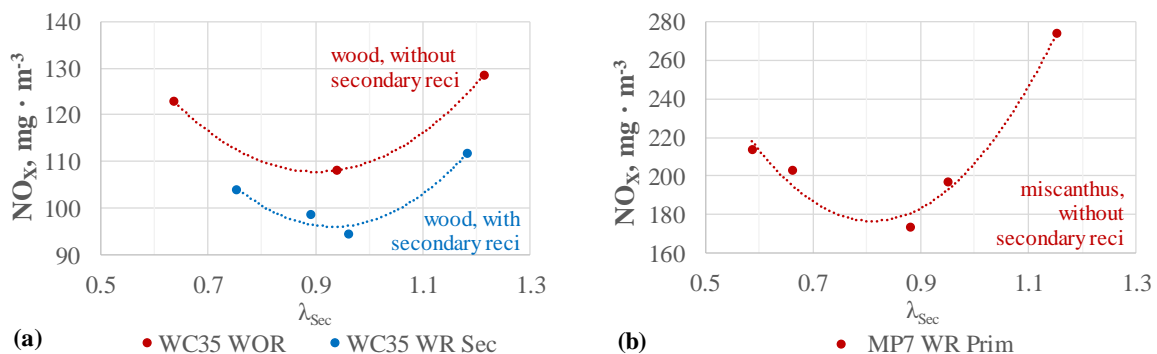 140
130
120
110
100
90
NOX, mg · m-3
wood, without
secondary reci
wood, with
secondary reci
0.5 0.7 0.9 1.1 1.3
λSec
(a)
WC35 WOR WC35 WR Sec
280
260
240
220
200
180
160
NOX, mg · m-3
miscanthus,
without
secondary reci
0.5 0.7 0.9 1.1 1.3
λSec
(b)
MP7 WR Prim